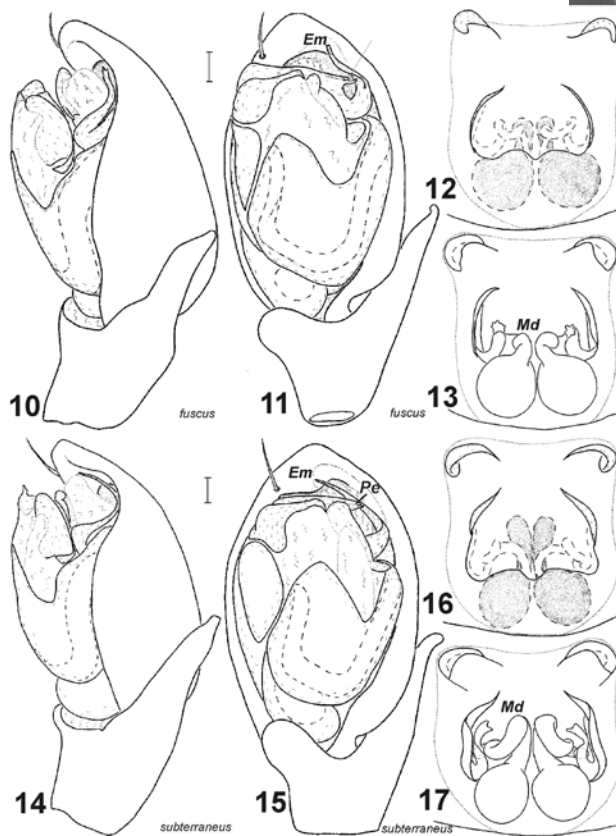 Em
12
Md
10
fuscus
11
fuscus
13
Em
Pe
16
Md
14
subterraneus
15
subterraneus
17